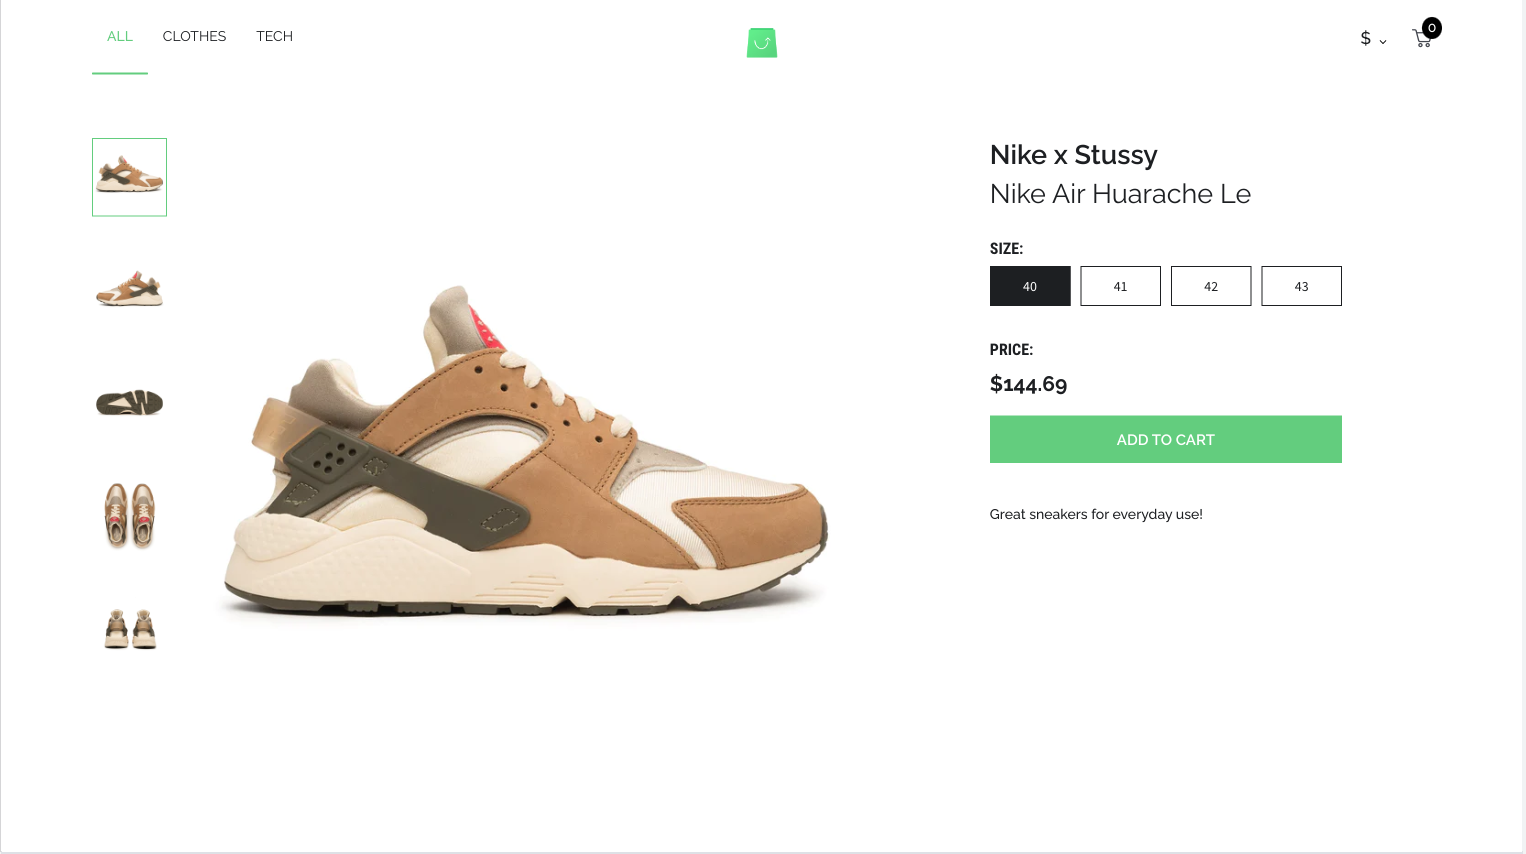 ALL CLOTHES TECH
$ 0
Nike x Stussy
Nike Air Huarache Le
SIZE:
40 41 42 43
PRICE:
$144.69
ADD TO CART
Great sneakers for everyday use!